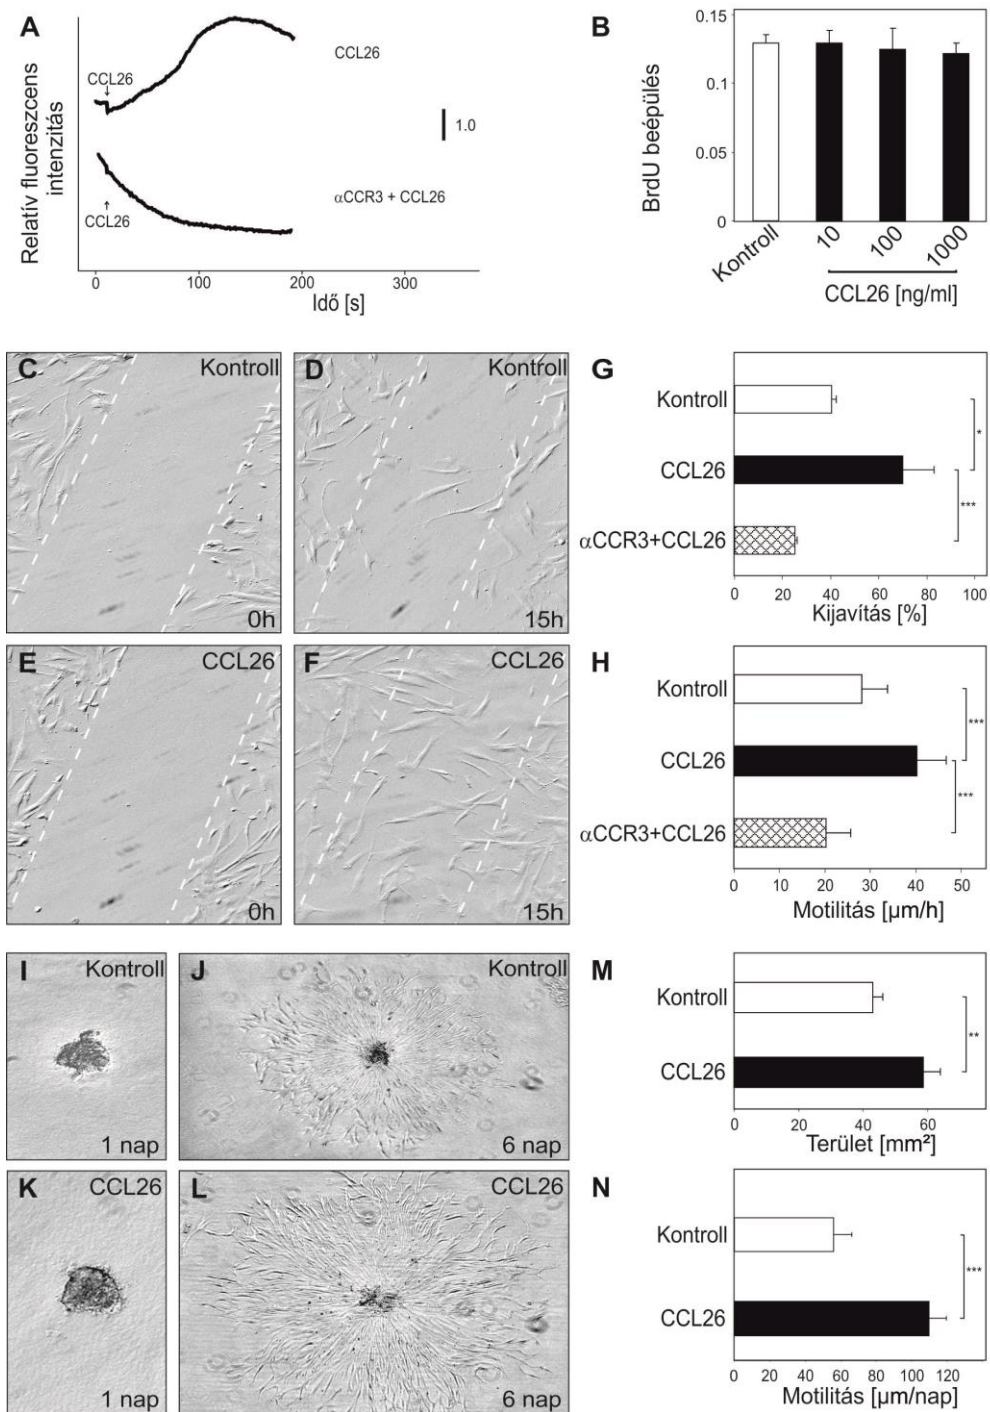 A
Relatív fluoreszcens
intenzitás
CCL26
CCL26
1.0
αCCR3 + CCL26
CCL26
0
100
200
300
Idő [s]
B
BrdU beépülés
0.15
0.1
0.05
0
Kontroll
10
100
1000
CCL26 [ng/ml]
C
Kontroll
0h
D
Kontroll
15h
E
CCL26
0h
F
CCL26
15h
G
Kontroll
CCL26
αCCR3+CCL26
*
***
0
20
40
60
80
100
Kijavítás [%]
H
Kontroll
CCL26
αCCR3+CCL26
***
***
0
20
30
40
50
Motilitás [µm/h]
I
Kontroll
1 nap
J
Kontroll
6 nap
K
CCL26
1 nap
L
CCL26
6 nap
M
Kontroll
CCL26
**
0
20
40
60
Terület [mm²]
N
Kontroll
CCL26
***
0
20
40
60
80
100
120
Motilitás [µm/nap]